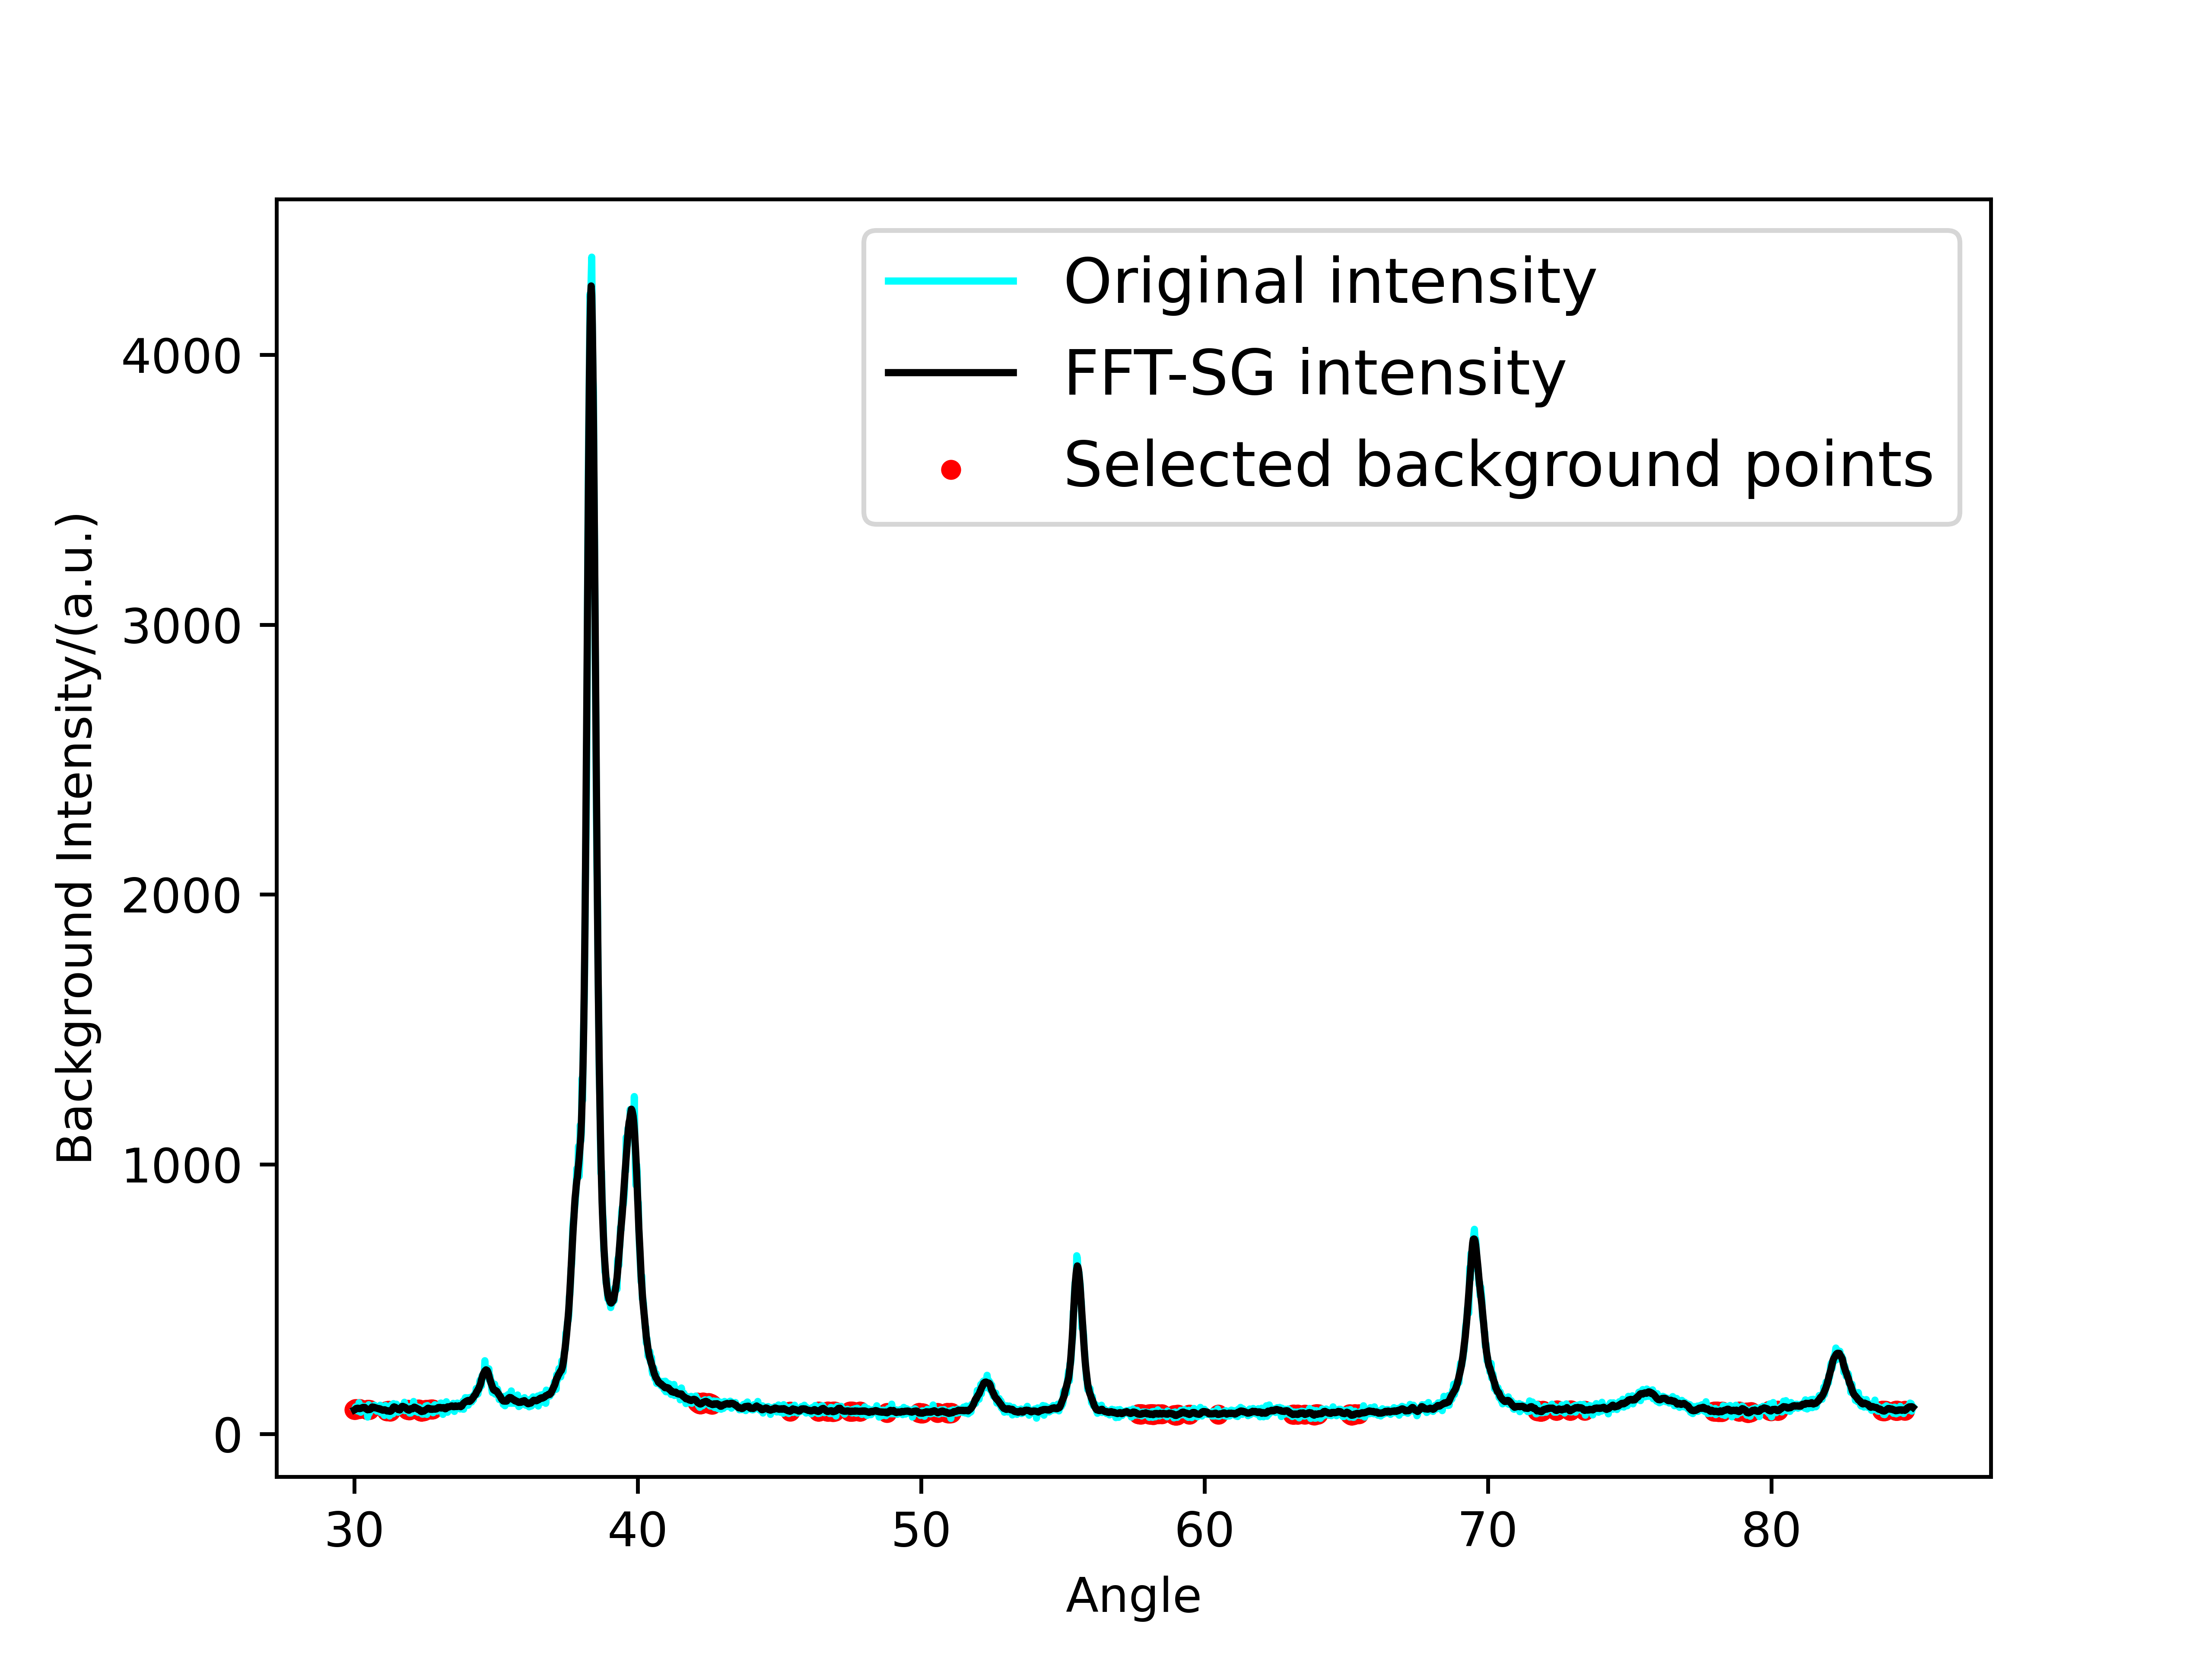 Original intensity
FFT-SG intensity
Selected background points
Background Intensity/(a.u.)
4000
3000
2000
1000
0
30 40 50 60 70 80
Angle